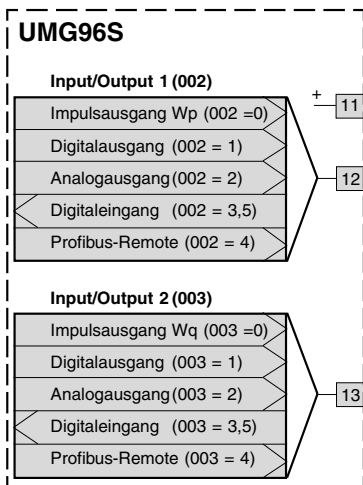 UMG96S
Input/Output 1 (002)
+ 11
Impulsausgang Wp (002 =0)
Digitalausgang (002 = 1)
Analogausgang(002 = 2)
12
Digitaleingang (002 = 3,5)
Profibus-Remote (002 = 4)
Input/Output 2 (003)
Impulsausgang Wq (003 =0)
Digitalausgang (003 = 1)
Analogausgang(003 = 2)
13
Digitaleingang (003 = 3,5)
Profibus-Remote (003 = 4)